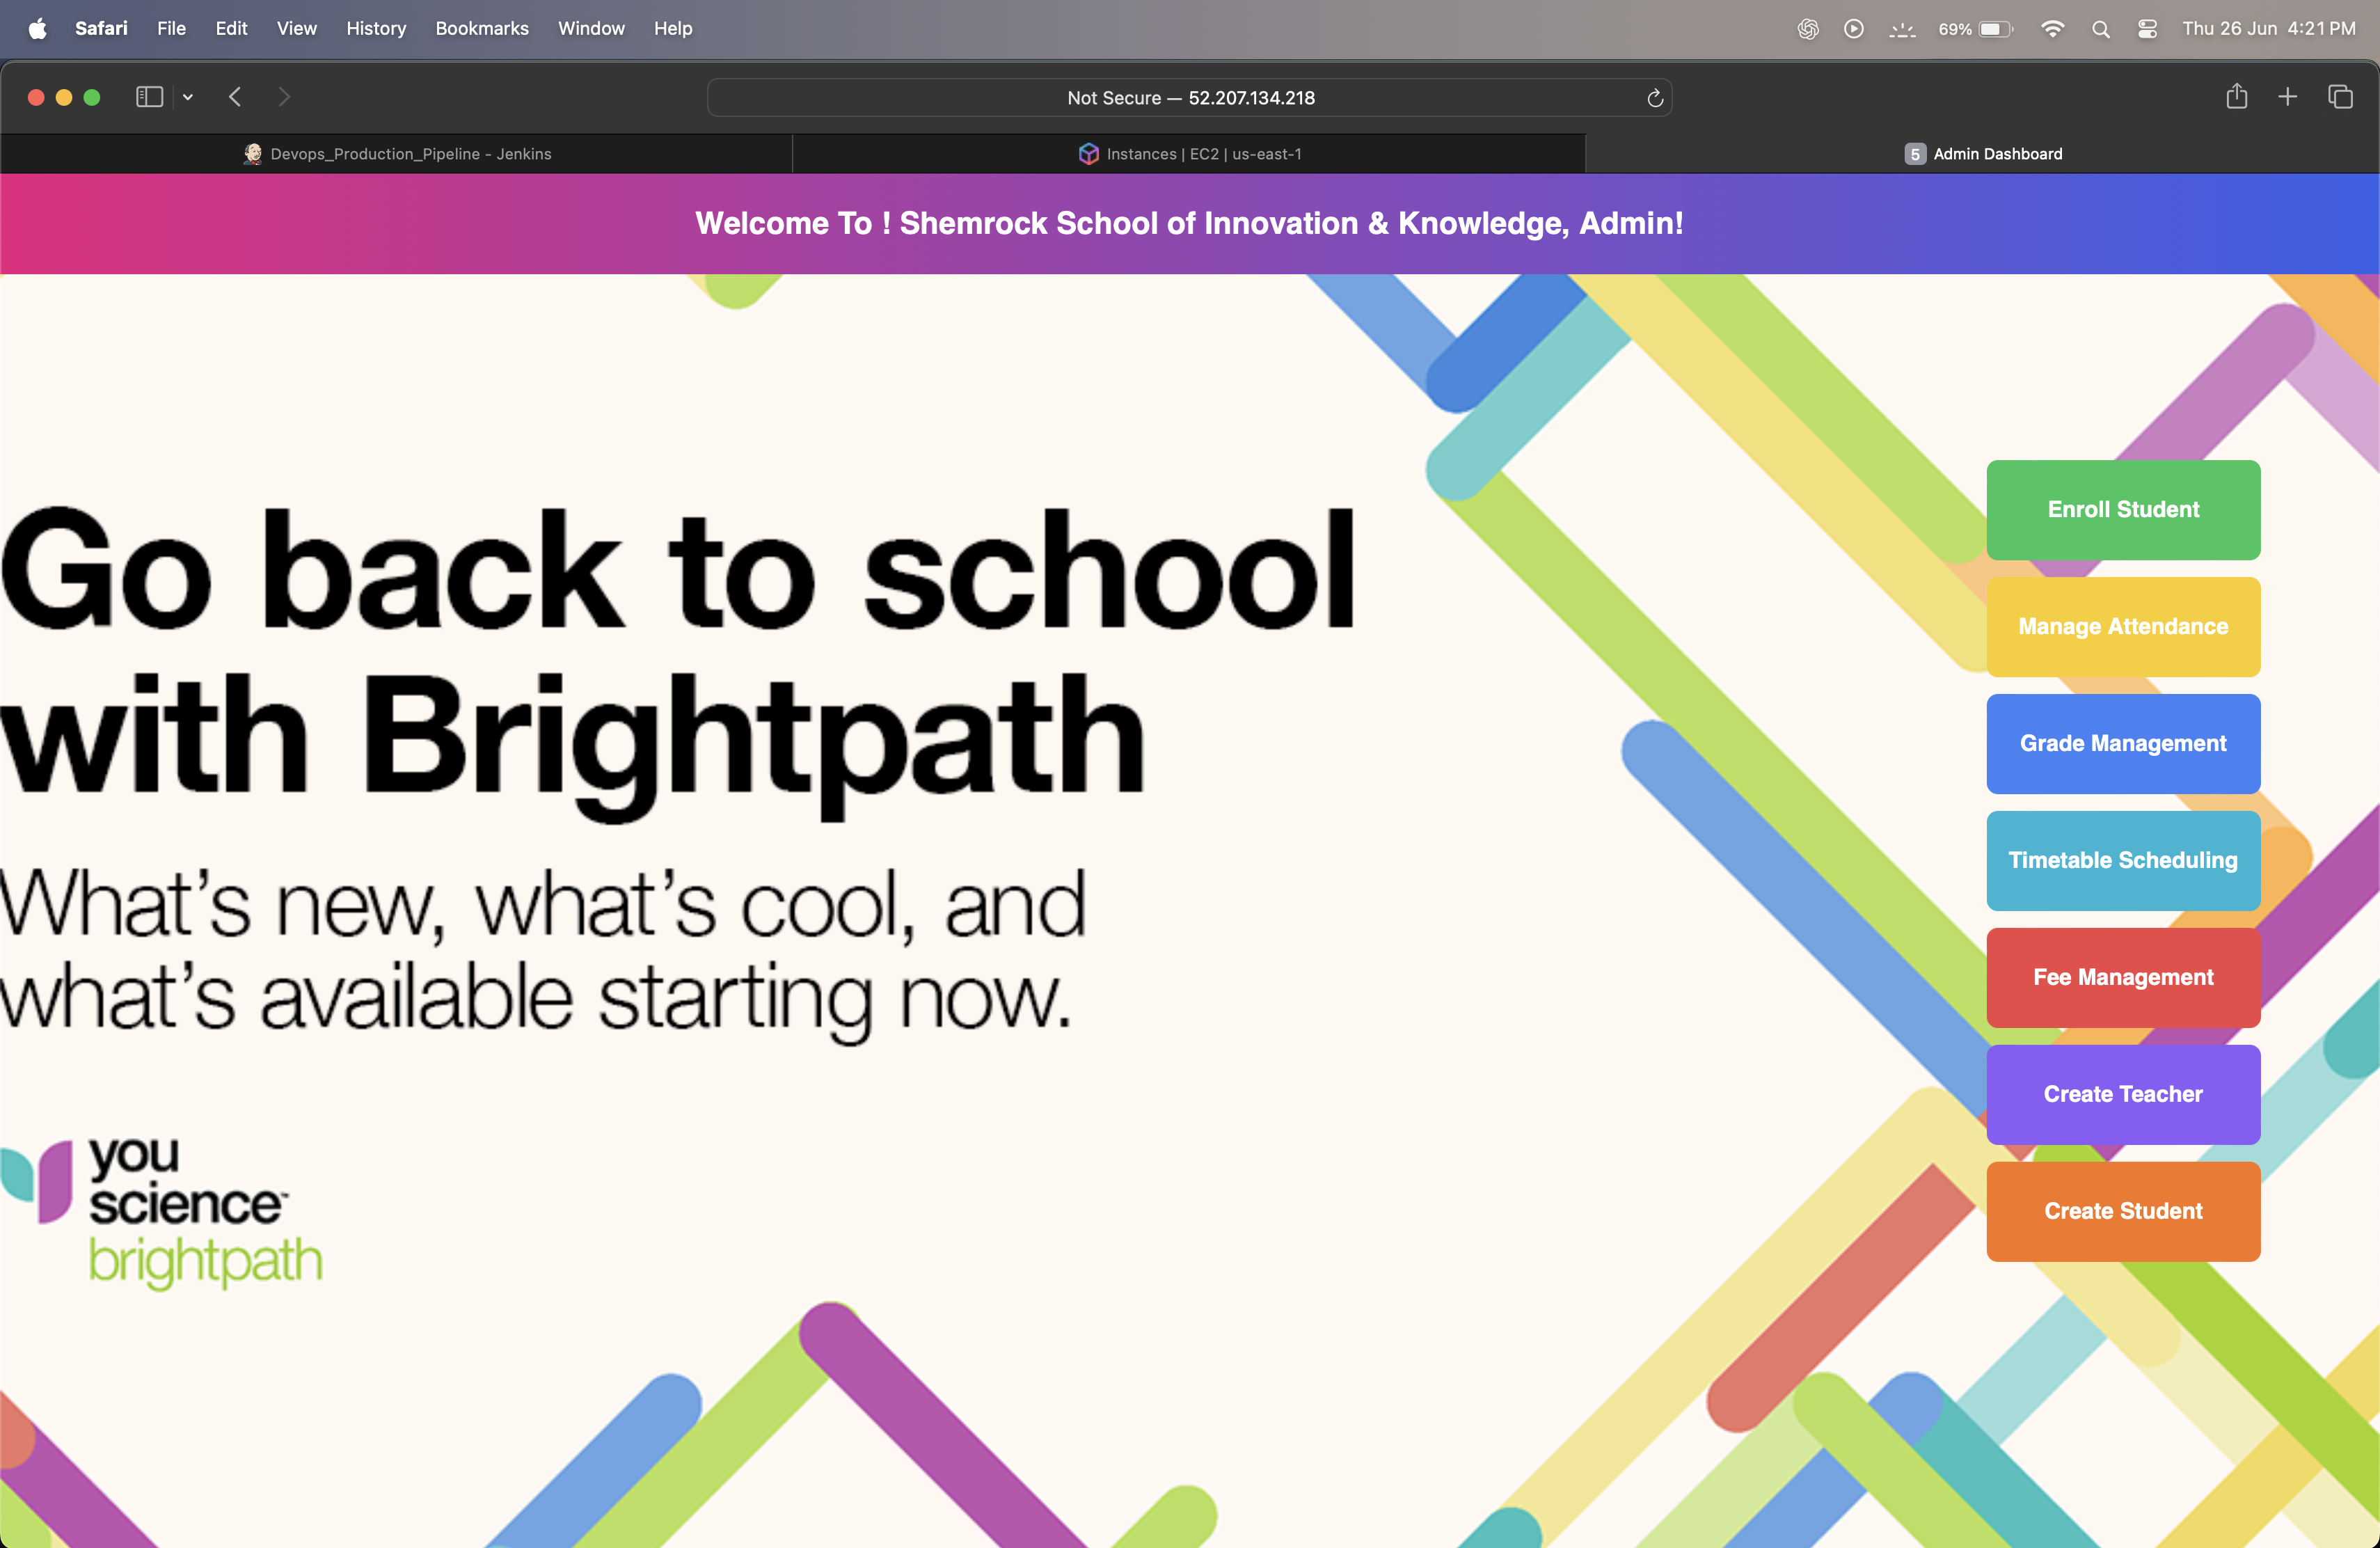 Safari File Edit View History Bookmarks Window Help 69% Thu 26 Jun 4:21 PM
Not Secure — 52.207.134.218
Devops_Production_Pipeline - Jenkins Instances | EC2 | us-east-1 5 Admin Dashboard
Welcome To ! Shemrock School of Innovation & Knowledge, Admin!
Go back to school
with Brightpath
What's new, what's cool, and
what's available starting now.
you
science™
brightpath
Enroll Student
Manage Attendance
Grade Management
Timetable Scheduling
Fee Management
Create Teacher
Create Student